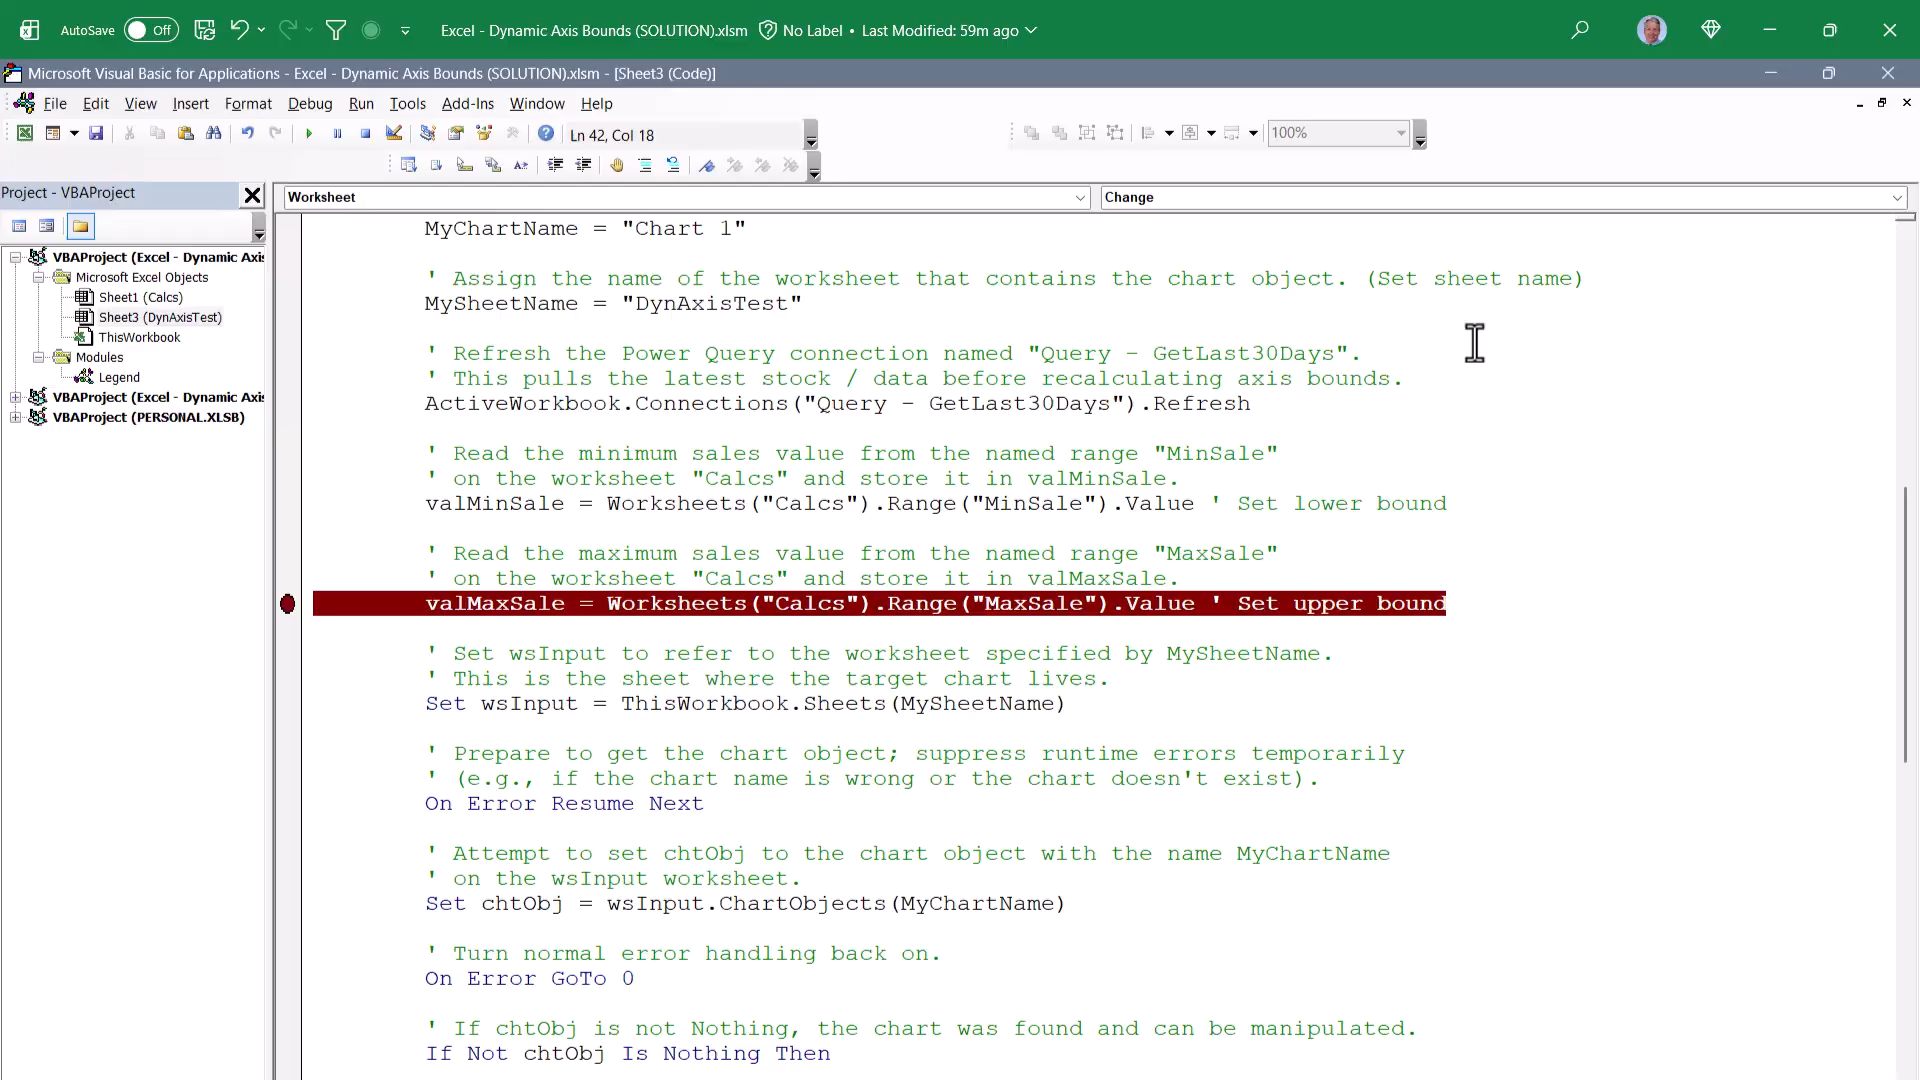 AutoSave Off Excel - Dynamic Axis Bounds (SOLUTION).xlsm No Label • Last Modified: 59m ago
Microsoft Visual Basic for Applications - Excel - Dynamic Axis Bounds (SOLUTION).xlsm - [Sheet3 (Code)]
File Edit View Insert Format Debug Run Tools Add-Ins Window Help
Ln 42, Col 18 100%
Project - VBAProject
Worksheet Change
VBAProject (Excel - Dynamic Axi
Microsoft Excel Objects
Sheet1 (Calcs)
Sheet3 (DynAxisTest)
ThisWorkbook
Modules
Legend
VBAProject (Excel - Dynamic Axi
VBAProject (PERSONAL.XLSB)
MyChartName = "Chart 1"
' Assign the name of the worksheet that contains the chart object. (Set sheet name)
MySheetName = "DynAxisTest"
' Refresh the Power Query connection named "Query - GetLast30Days".
' This pulls the latest stock / data before recalculating axis bounds.
ActiveWorkbook.Connections("Query - GetLast30Days").Refresh
' Read the minimum sales value from the named range "MinSale"
' on the worksheet "Calcs" and store it in valMinSale.
valMinSale = Worksheets("Calcs").Range("MinSale").Value ' Set lower bound
' Read the maximum sales value from the named range "MaxSale"
' on the worksheet "Calcs" and store it in valMaxSale.
valMaxSale = Worksheets("Calcs").Range("MaxSale").Value ' Set upper bound
' Set wsInput to refer to the worksheet specified by MySheetName.
' This is the sheet where the target chart lives.
Set wsInput = ThisWorkbook.Sheets(MySheetName)
' Prepare to get the chart object; suppress runtime errors temporarily
' (e.g., if the chart name is wrong or the chart doesn't exist).
On Error Resume Next
' Attempt to set chtObj to the chart object with the name MyChartName
' on the wsInput worksheet.
Set chtObj = wsInput.ChartObjects(MyChartName)
' Turn normal error handling back on.
On Error GoTo 0
' If chtObj is not Nothing, the chart was found and can be manipulated.
If Not chtObj Is Nothing Then